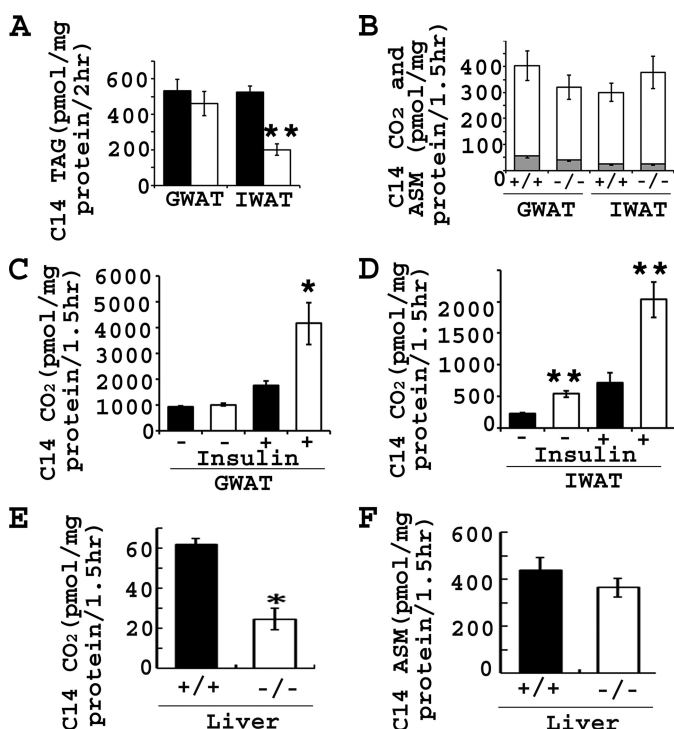 A
C14 TAG(pmol/mg
protein/2hr)
600
400
200
0
**
GWAT IWAT
B
C14 CO2 and
ASM (pmol/mg
protein/1.5hr)
400
300
200
100
0
+/+ -/- +/+ -/-
GWAT IWAT
C
C14 CO2(pmol/mg
protein/1.5hr)
6000
5000
4000
3000
2000
1000
0
*
- - + +
Insulin
GWAT
D
C14 CO2(pmol/mg
protein/1.5hr)
2000
1500
1000
500
0
**
**
- - + +
Insulin
IWAT
E
C14 CO2(pmol/mg
protein/1.5hr)
60
40
20
0
*
+/+ -/-
Liver
F
C14 ASM(pmol/mg
protein/1.5hr)
600
400
200
0
+/+ -/-
Liver